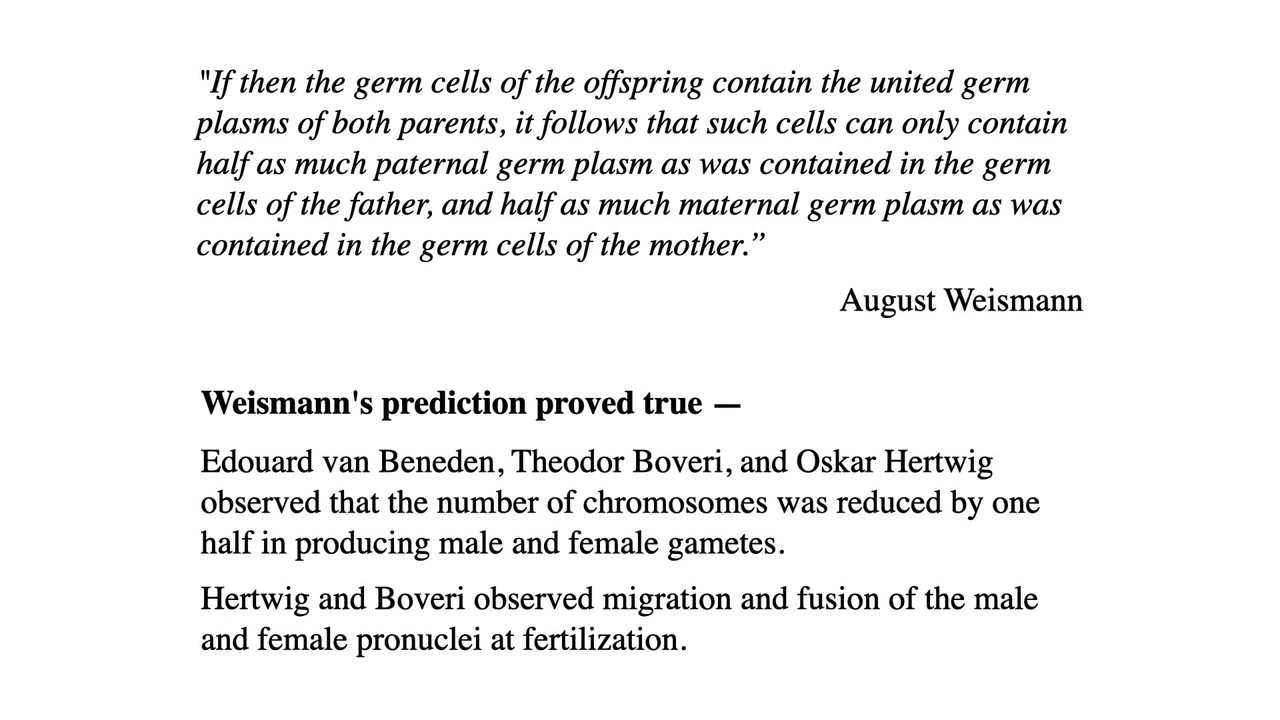 "If then the germ cells of the offspring contain the united germ
plasms of both parents, it follows that such cells can only contain
half as much paternal germ plasm as was contained in the germ
cells of the father, and half as much maternal germ plasm as was
contained in the germ cells of the mother.”
August Weismann
Weismann's prediction proved true —
Edouard van Beneden, Theodor Boveri, and Oskar Hertwig
observed that the number of chromosomes was reduced by one
half in producing male and female gametes.
Hertwig and Boveri observed migration and fusion of the male
and female pronuclei at fertilization.